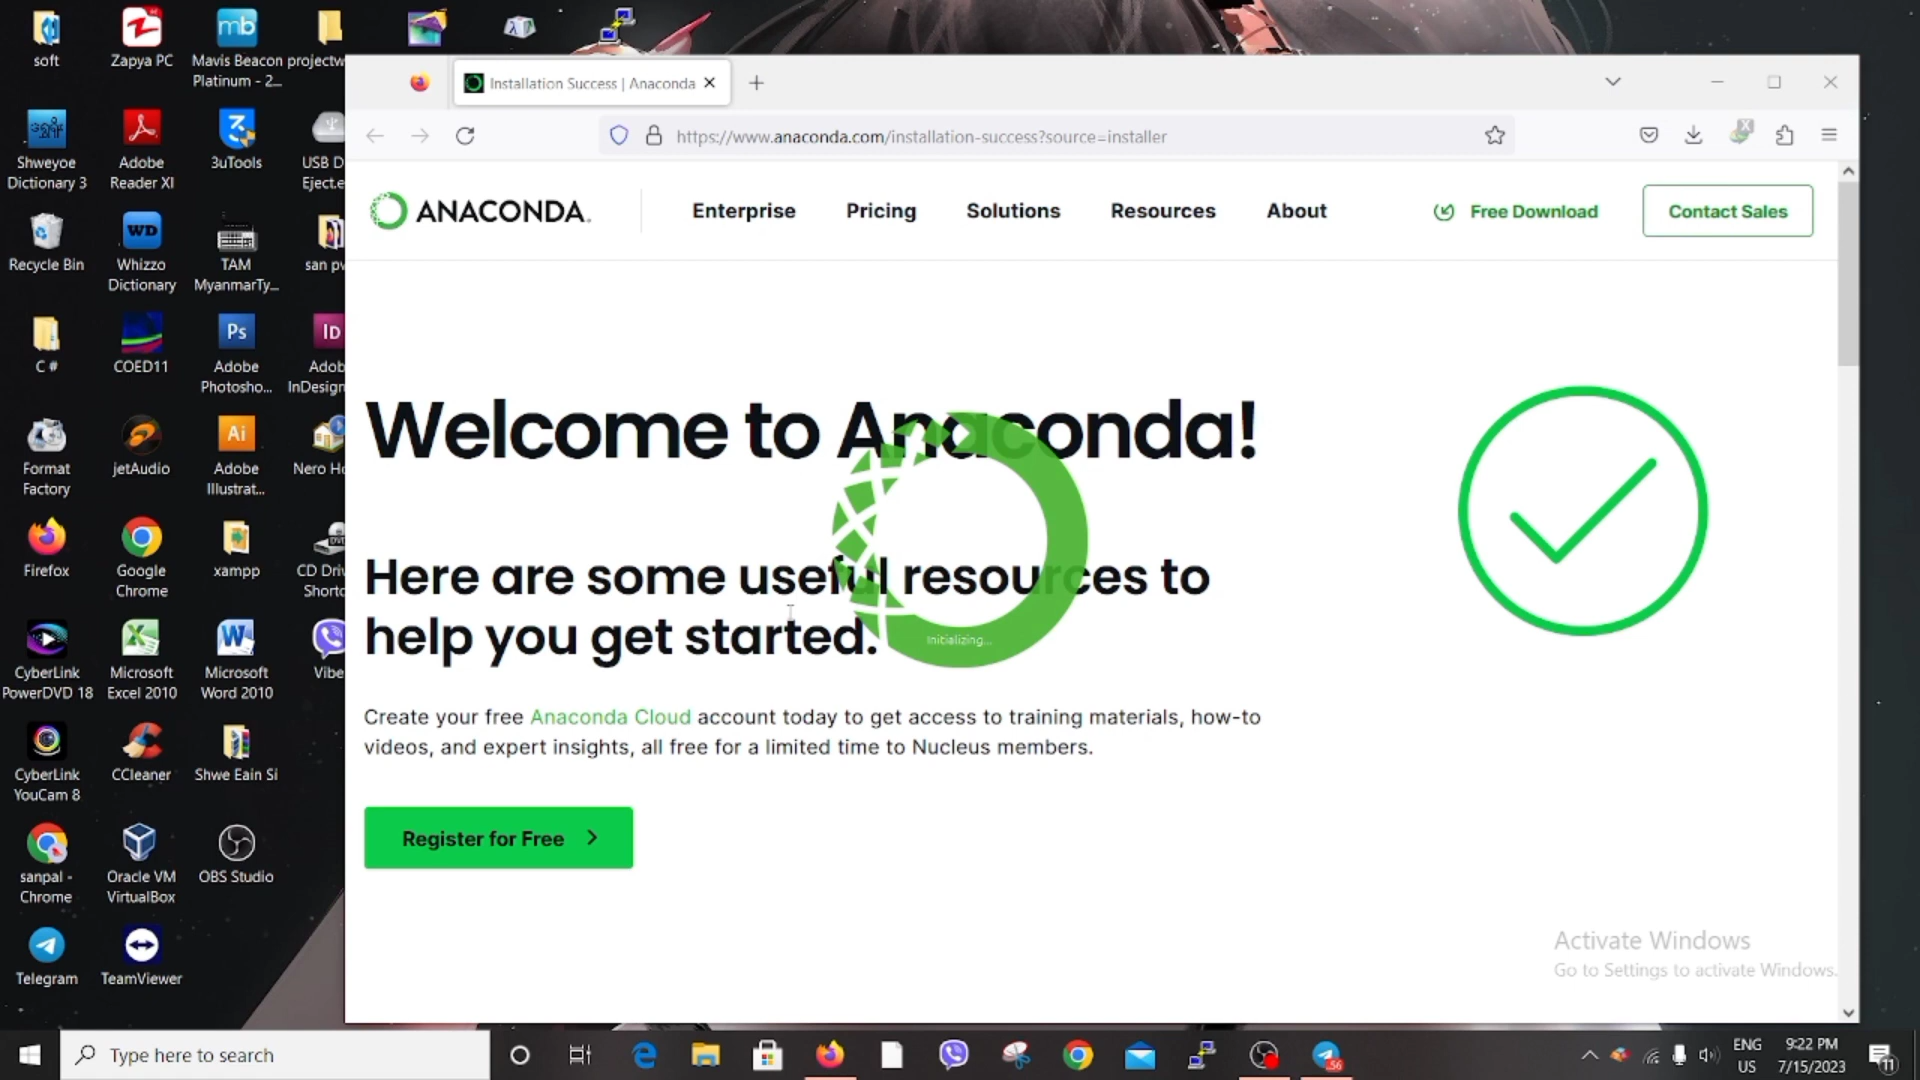 soft
Zapya PC
Mavis Beacon
Platinum - 2...
projectw
Shweyoe
Dictionary 3
Adobe
Reader XI
3uTools
USB D
Eject.e
Recycle Bin
Whizzo
Dictionary
TAM
MyanmarTy...
san pv
C #
COED11
Adobe
Photosho...
Adob
InDesign
Format
Factory
jetAudio
Adobe
Illustrat...
Nero Ho
Firefox
Google
Chrome
xampp
CD Driv
Shorto
CyberLink
PowerDVD 18
Microsoft
Excel 2010
Microsoft
Word 2010
Vibe
CyberLink
YouCam 8
CCleaner
Shwe Eain Si
sanpal -
Chrome
Oracle VM
VirtualBox
OBS Studio
Telegram
TeamViewer
Installation Success | Anaconda
https://www.anaconda.com/installation-success?source=installer
ANACONDA.
Enterprise
Pricing
Solutions
Resources
About
Free Download
Contact Sales
Welcome to Anaconda!
Here are some useful resources to
help you get started.
Initializing...
Create your free Anaconda Cloud account today to get access to training materials, how-to
videos, and expert insights, all free for a limited time to Nucleus members.
Register for Free
Activate Windows
Go to Settings to activate Windows.
Type here to search
56
ENG
US
9:22 PM
7/15/2023
11